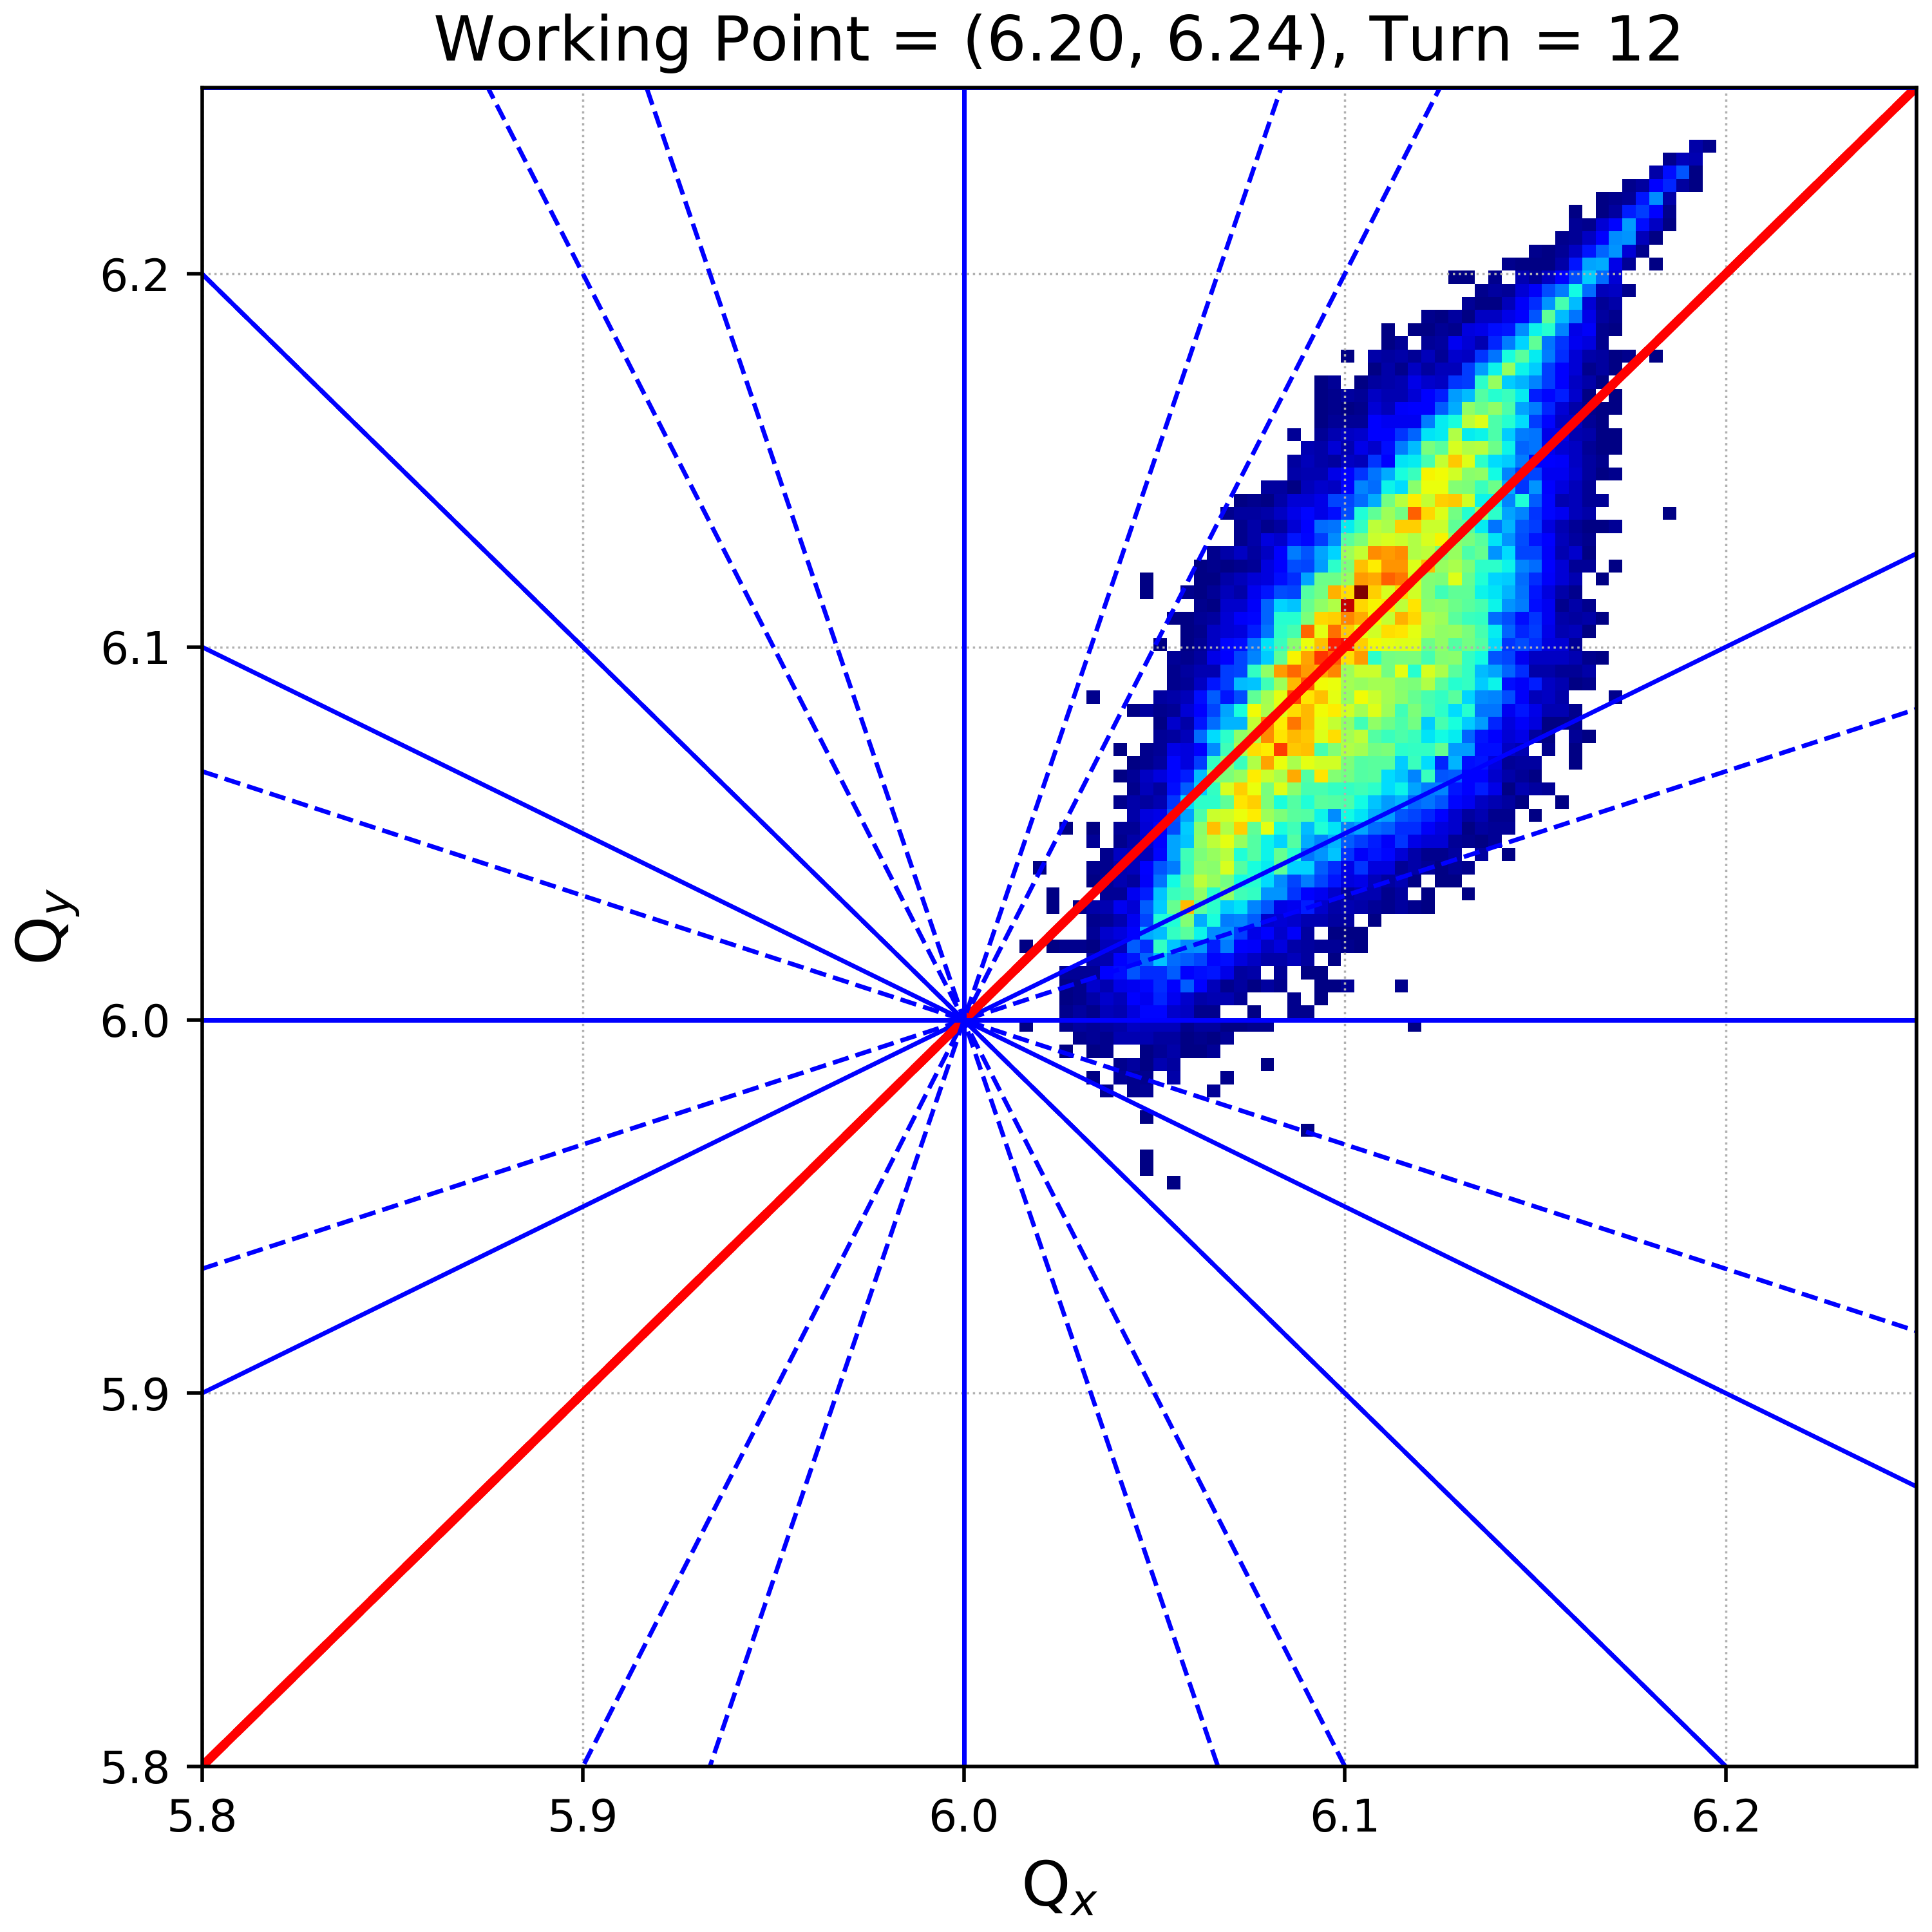 Working Point = (6.20, 6.24), Turn = 12
6.2
6.1
6.0
5.9
5.8
Qy
5.8 5.9 6.0 6.1 6.2
Qx